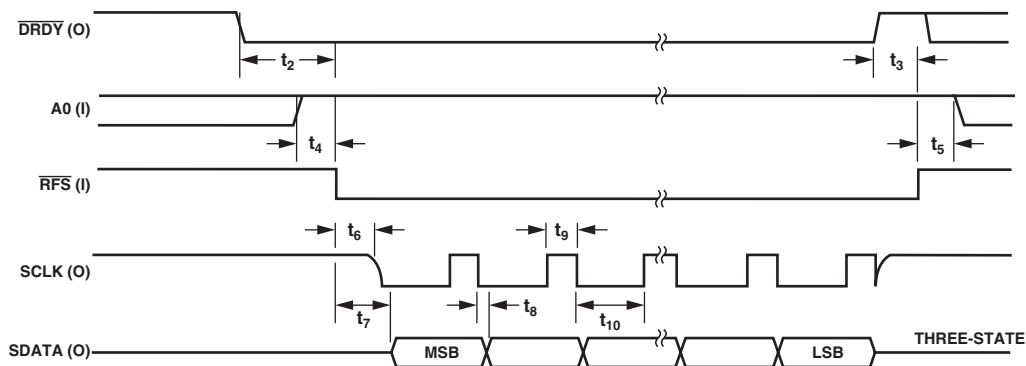 DRDY (O)
t2
t3
A0 (I)
t4
t5
RFS (I)
t6
t9
SCLK (O)
t7
t8
t10
SDATA (O)
MSB
LSB
THREE-STATE